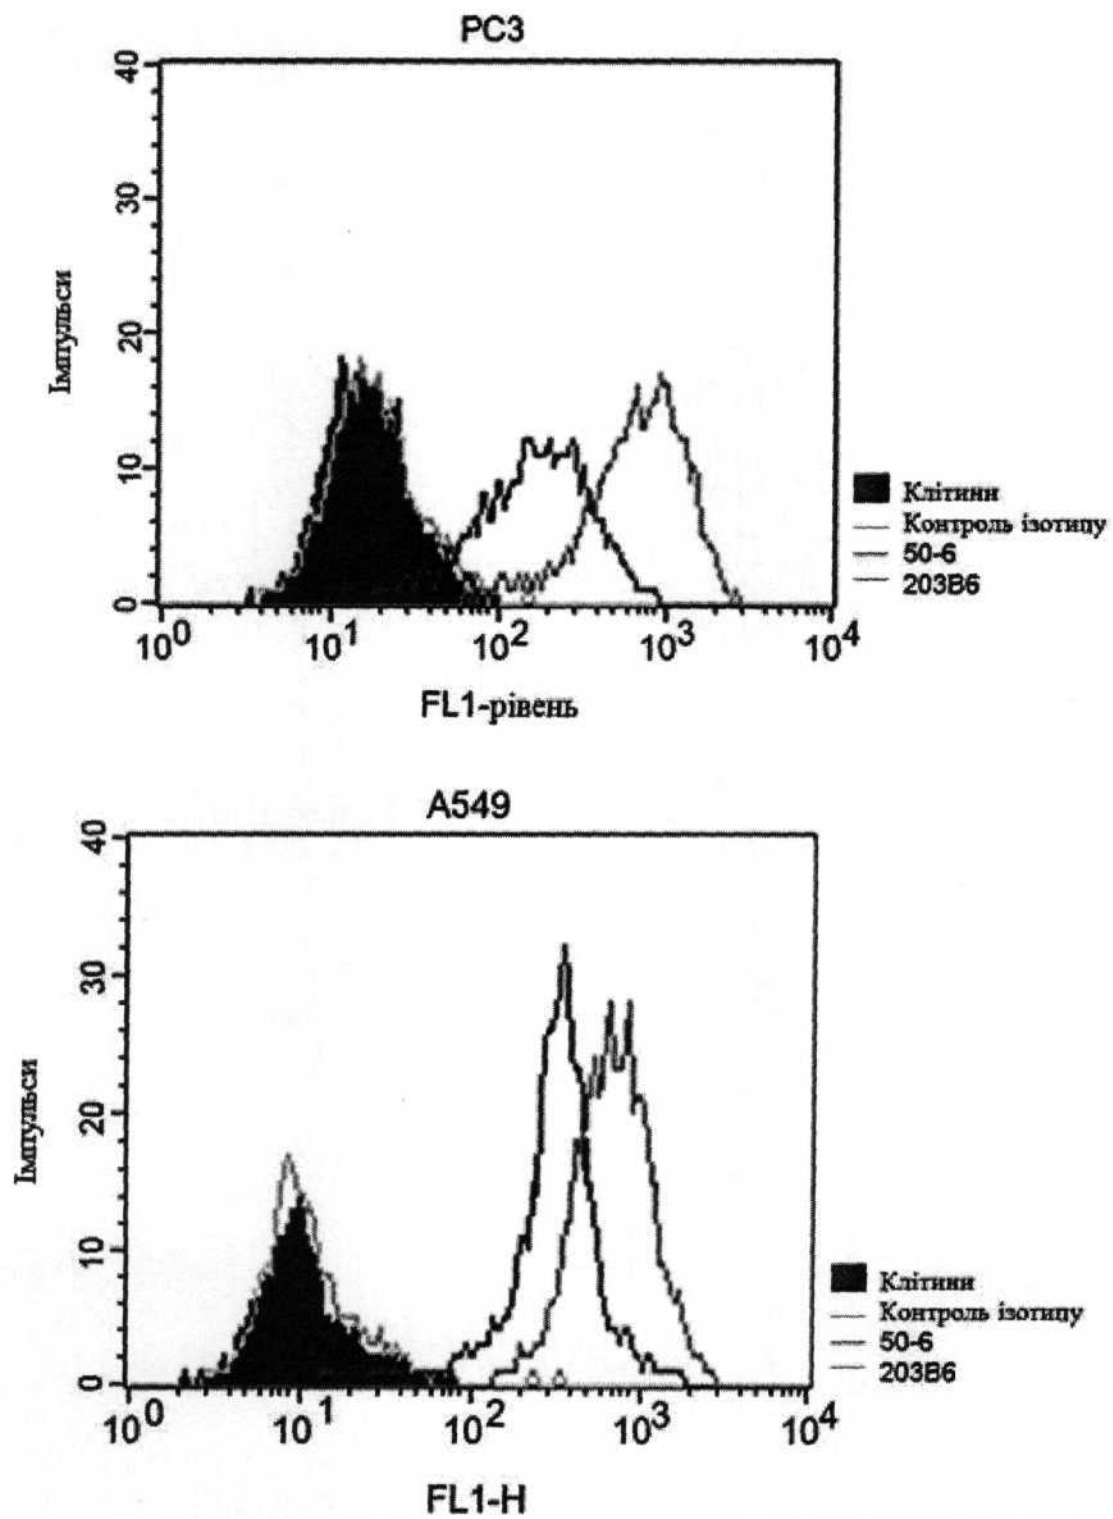 PC3
40
30
20
10
0
Імпульси
10^0 10^1 10^2 10^3 10^4
FL1-рівень
Клітини
Контроль ізотипу
50-6
203B6
A549
40
30
20
10
0
Імпульси
10^0 10^1 10^2 10^3 10^4
FL1-H
Клітини
Контроль ізотипу
50-6
203B6